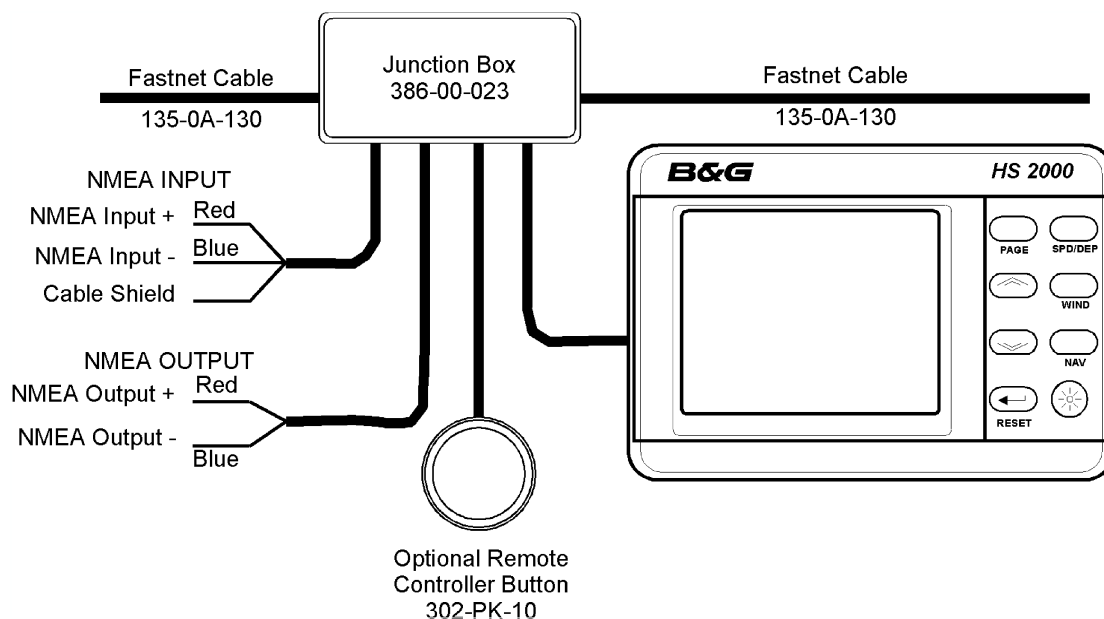 Junction Box
386-00-023
Fastnet Cable
135-0A-130
Fastnet Cable
135-0A-130
NMEA INPUT
NMEA Input + Red
NMEA Input - Blue
Cable Shield
NMEA OUTPUT
NMEA Output + Red
NMEA Output - Blue
Optional Remote
Controller Button
302-PK-10
B&G HS 2000
PAGE SPD/DEP
WIND
NAV
RESET